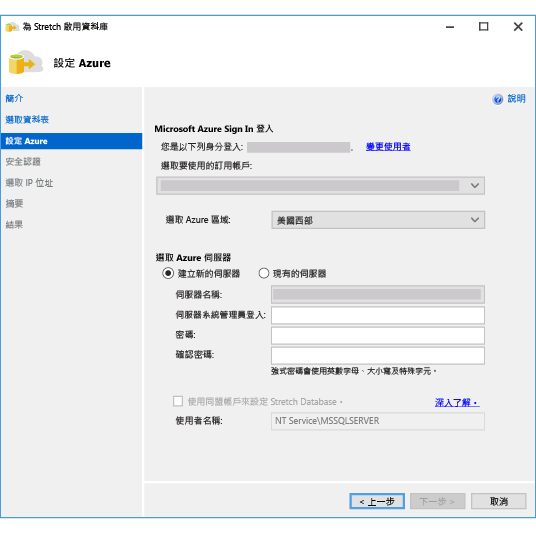 為 Stretch 啟用資料庫
設定 Azure
簡介
選取資料表
設定 Azure
安全認證
選取 IP 位址
摘要
結果
說明
Microsoft Azure Sign In 登入
您是以下列身分登入: . 變更使用者
選取要使用的訂用帳戶:
選取 Azure 區域: 美國西部
選取 Azure 伺服器
建立新的伺服器 現有的伺服器
伺服器名稱:
伺服器系統管理員登入:
密碼:
確認密碼:
強式密碼會使用英數字母、大小寫及特殊字元。
使用同盟帳戶來設定 Stretch Database。 深入了解。
使用者名稱: NT Service\MSSQLSERVER
< 上一步 下一步 > 取消